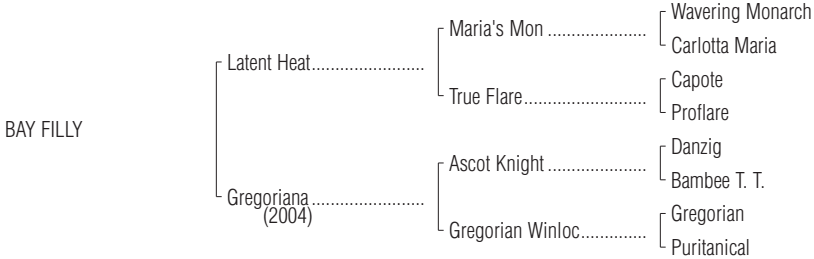 Wavering Monarch
Maria's Mon .....................
Carlotta Maria
Latent Heat........................
Capote
True Flare..........................
Proflare
BAY FILLY
Danzig
Ascot Knight .....................
Bambee T. T.
Gregoriana ........................
(2004)
Gregorian
Gregorian Winloc..............
Puritanical